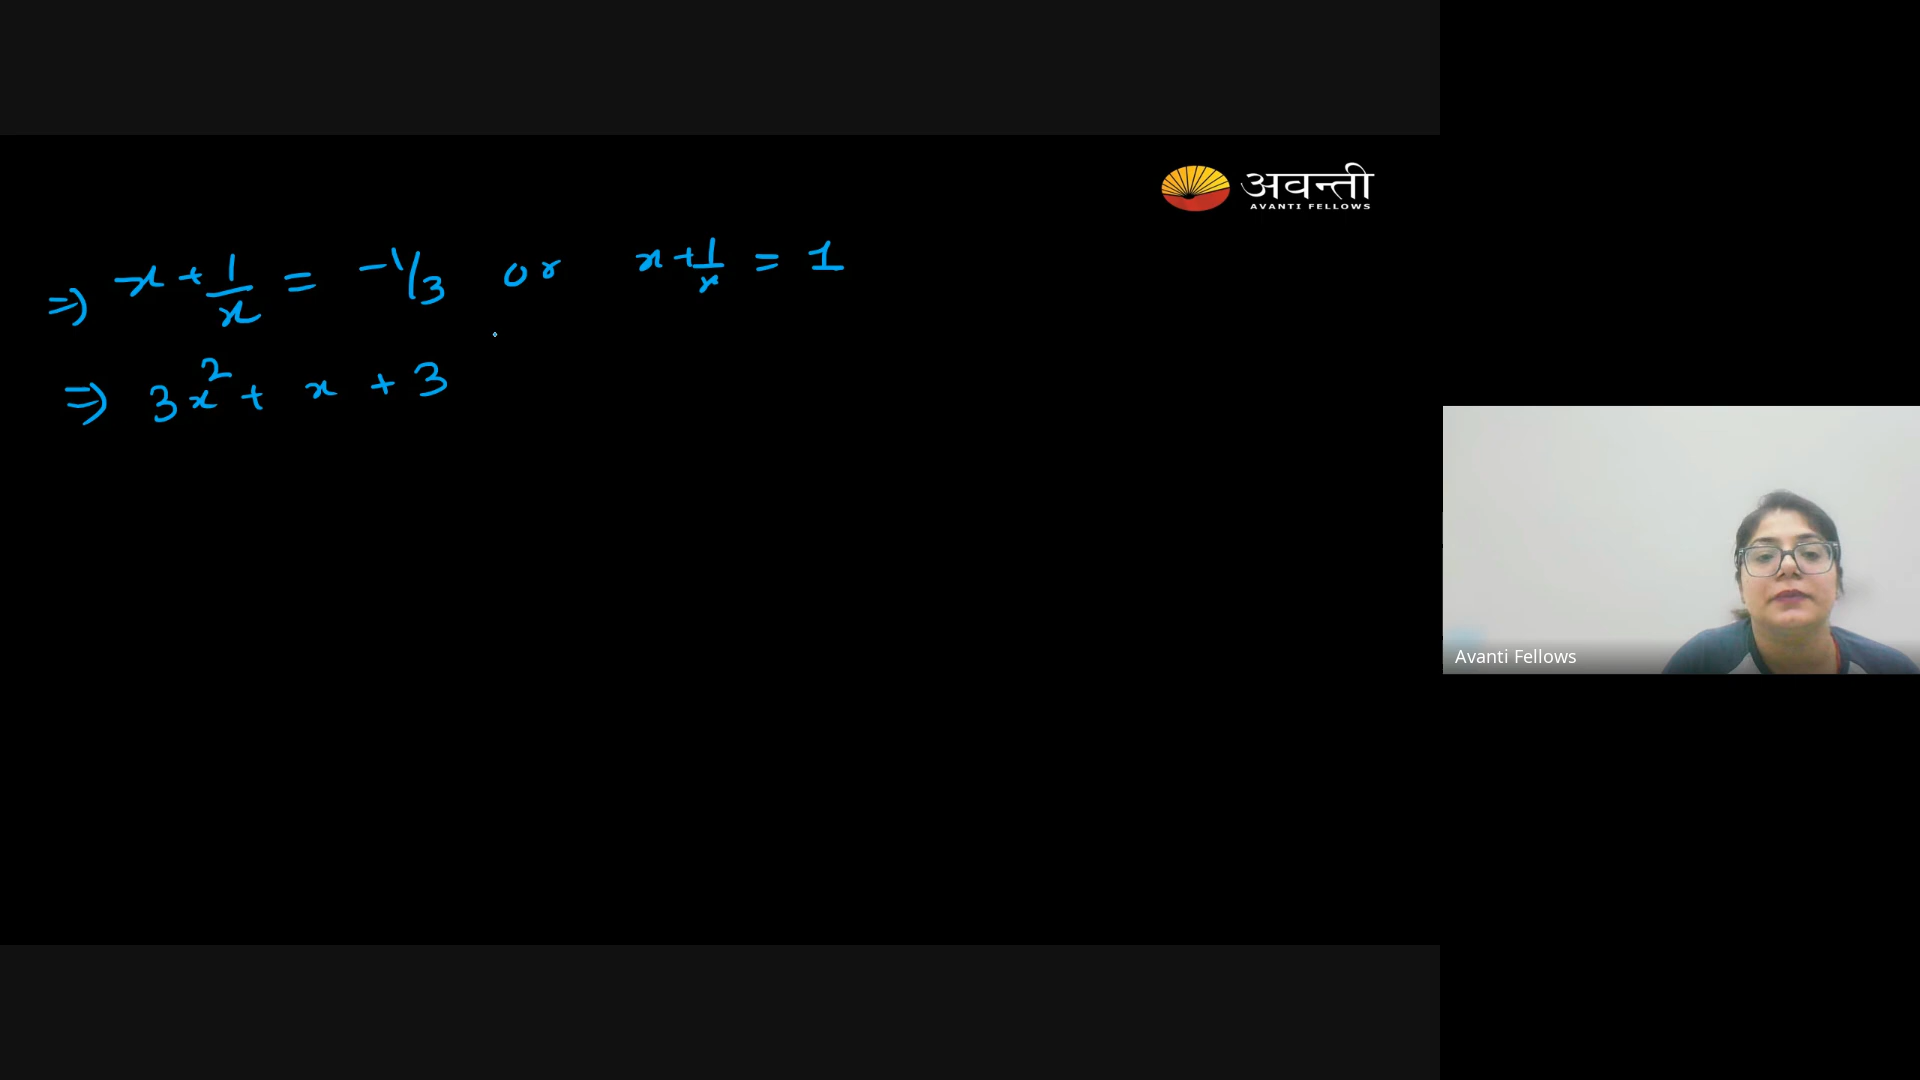 अवन्ती
AVANTI FELLOWS
⇒ x + 1/x = -1/3 or x + 1/x = 1
⇒ 3x² + x + 3
Avanti Fellows